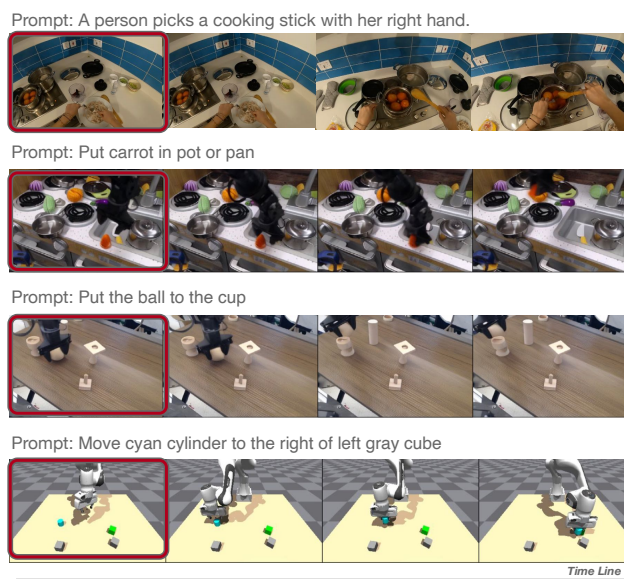 Prompt: A person picks a cooking stick with her right hand.
Prompt: Put carrot in pot or pan
Prompt: Put the ball to the cup
Prompt: Move cyan cylinder to the right of left gray cube
Time Line